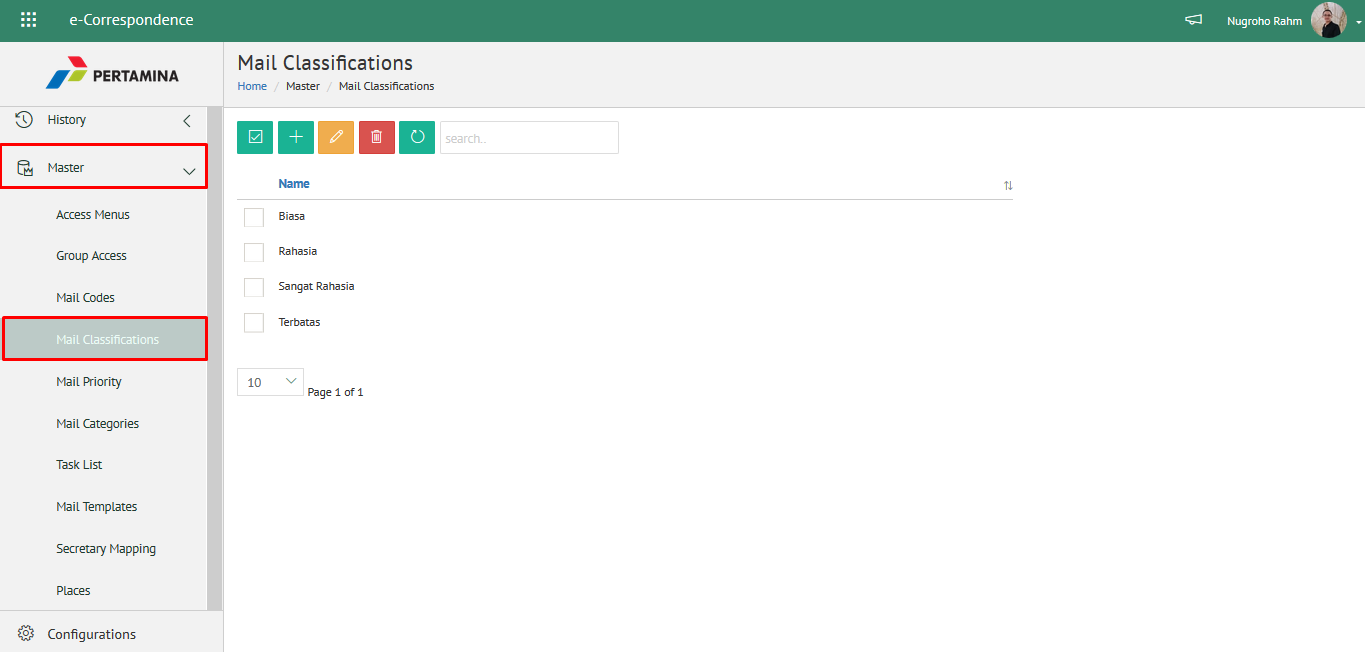 e-Correspondence
Nugroho Rahm
PERTAMINA
Mail Classifications
Home / Master / Mail Classifications
History
Master
Access Menus
Group Access
Mail Codes
Mail Classifications
Mail Priority
Mail Categories
Task List
Mail Templates
Secretary Mapping
Places
Configurations
search..
Name
Biasa
Rahasia
Sangat Rahasia
Terbatas
10
Page 1 of 1